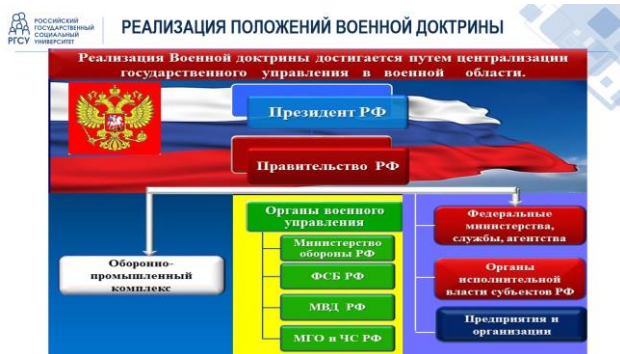 РОССИЙСКИЙ
ГОСУДАРСТВЕННЫЙ
СОЦИАЛЬНЫЙ
УНИВЕРСИТЕТ
РГСУ
РЕАЛИЗАЦИЯ ПОЛОЖЕНИЙ ВОЕННОЙ ДОКТРИНЫ
Реализация Военной доктрины достигается путем централизации
государственного управления в военной области.
Президент РФ
Правительство РФ
Оборонно-
промышленный
комплекс
Органы военного
управления
Министерство
обороны РФ
ФСБ РФ
МВД РФ
МГО и ЧС РФ
Федеральные
министерства,
службы, агентства
Органы
исполнительной
власти субъектов РФ
Предприятия и
организации